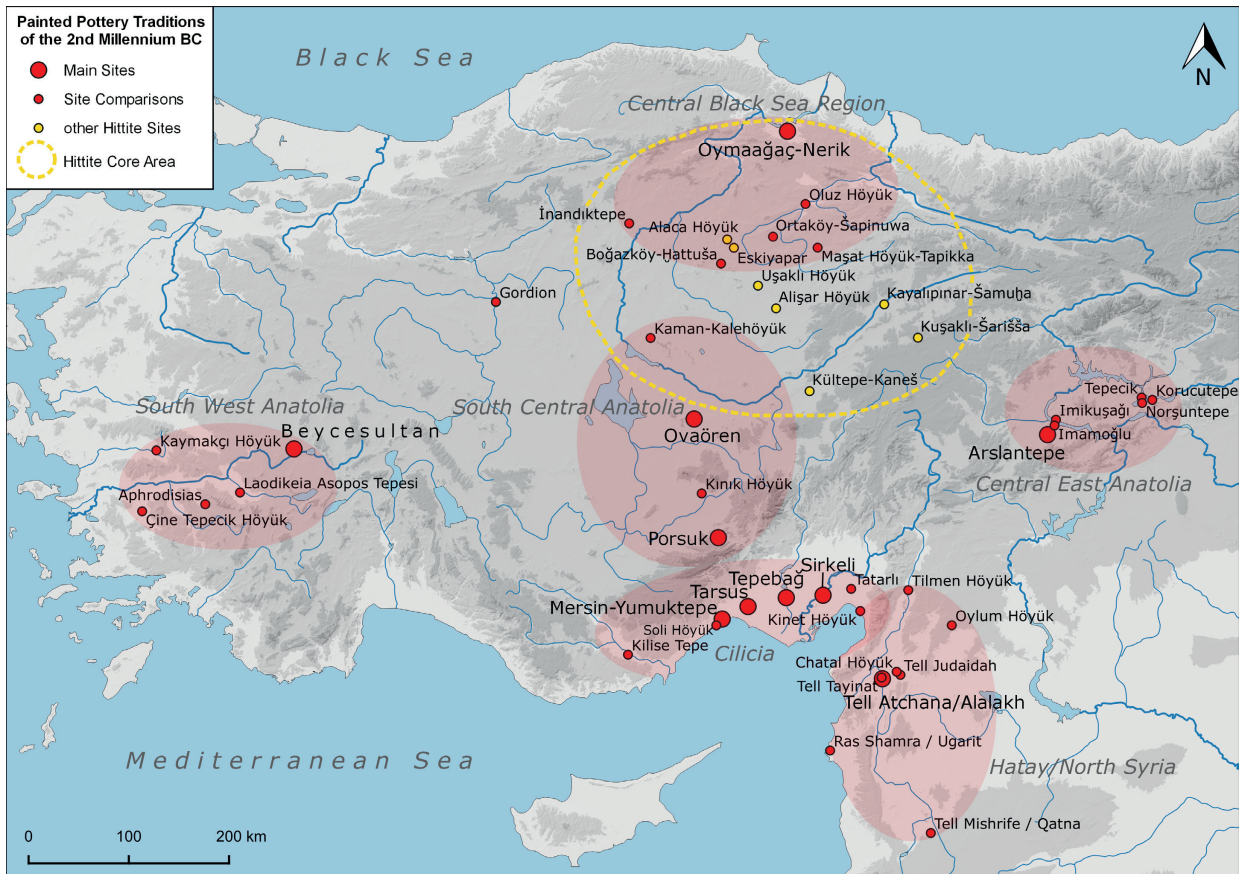 Painted Pottery Traditions
of the 2nd Millennium BC
Main Sites
Site Comparisons
other Hittite Sites
Hittite Core Area
Black Sea
N
Central Black Sea Region
Oymaağaç-Nerik
Oluz Höyük
İnandıktepe
Alaca Höyük
Ortaköy-Šapinuwa
Boğazköy-Ḫattuša
Eskiyapar
Maşat Höyük-Tapikka
Uşaklı Höyük
Alişar Höyük
Kayalıpınar-Šamuḫa
Gordion
Kaman-Kalehöyük
Kuşaklı-Šarišša
Kültepe-Kaneš
Tepecik
Korucutepe
Norşuntepe
Imikuşağı
İmamoğlu
Arslantepe
Central East Anatolia
South West Anatolia
South Central Anatolia
Beycesultan
Kaymakçı Höyük
Ovaören
Laodikeia Asopos Tepesi
Aphrodisias
Çine Tepecik Höyük
Kınık Höyük
Porsuk
Sirkeli
Tepebağ
Tatarlı
Tilmen Höyük
Tarsus
Mersin-Yumuktepe
Kinet Höyük
Oylum Höyük
Soli Höyük
Kilise Tepe
Cilicia
Chatal Höyük
Tell Judaidah
Tell Tayinat
Tell Atchana/Alalakh
Ras Shamra / Ugarit
Hatay/North Syria
Mediterranean Sea
Tell Mishrife / Qatna
0 100 200 km